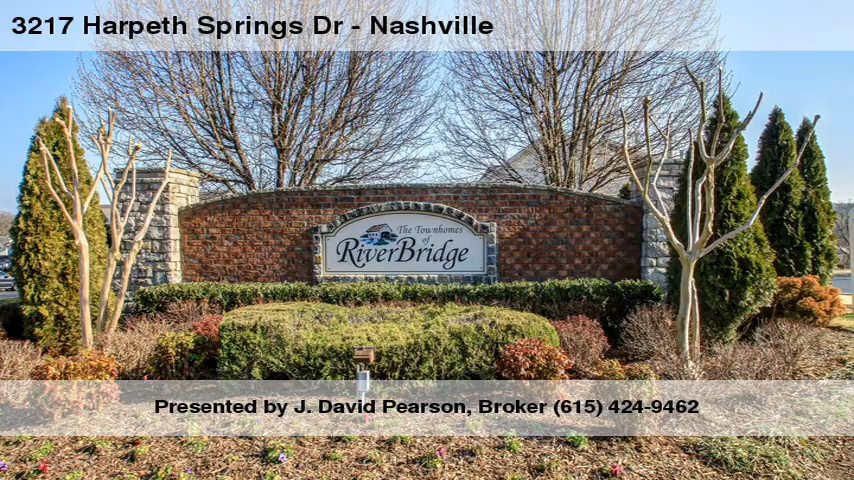 3217 Harpeth Springs Dr - Nashville
The Townhomes
of
RiverBridge
Presented by J. David Pearson, Broker (615) 424-9462